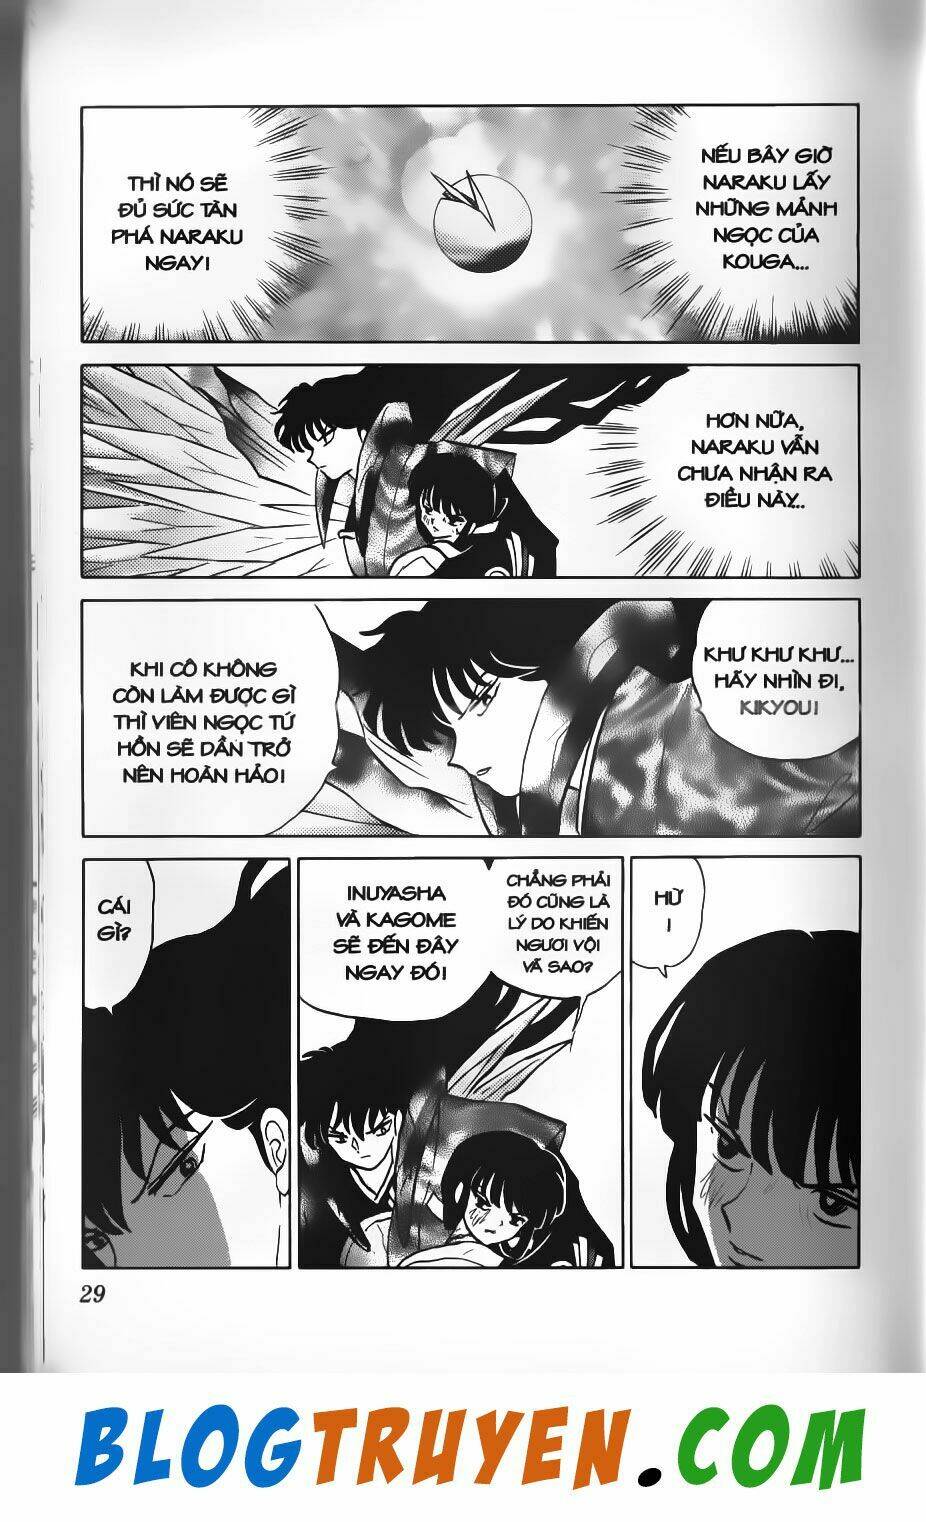 NẾU BÂY GIỜ
NARAKU LẤY
NHỮNG MẢNH
NGỌC CỦA
KOUGA...
THÌ NÓ SẼ
ĐỦ SỨC TÀN
PHÁ NARAKU
NGAY!
HƠN NỮA,
NARAKU VẪN
CHƯA NHẬN RA
ĐIỀU NÀY...
KHƯ KHƯ KHƯ...
HÃY NHÌN ĐI,
KIKYOU!
KHI CÔ KHÔNG
CÒN LÀM ĐƯỢC GÌ
THÌ VIÊN NGỌC TỨ
HỒN SẼ DẦN TRỞ
NÊN HOÀN HẢO!
HỪ
!
CHẲNG PHẢI
ĐÓ CŨNG LÀ
LÝ DO KHIẾN
NGƯƠI VỘI
VÃ SAO?
INUYASHA
VÀ KAGOME
SẼ ĐẾN ĐÂY
NGAY ĐÓ!
CÁI
GÌ?
29
BLOGTRUYEN.COM